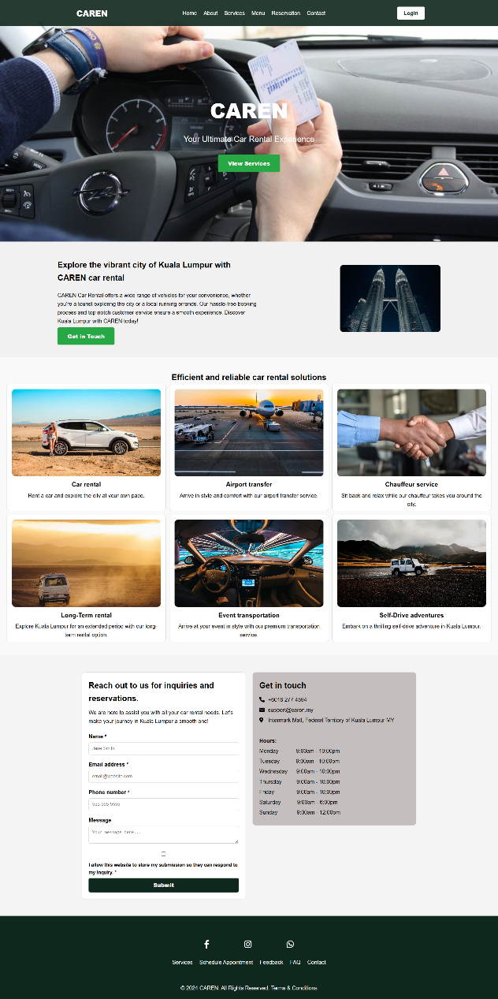 CAREN
Home About Services Menu Reservation Contact
Login
CAREN
Your Ultimate Car Rental Experience
View Services
Explore the vibrant city of Kuala Lumpur with
CAREN car rental
CAREN Car Rental offers a wide range of vehicles for your convenience, whether
you're a tourist exploring the city or a local running errands. Our hassle-free booking
process and top-notch customer service ensure a smooth experience. Discover
Kuala Lumpur with CAREN today!
Get in Touch
Efficient and reliable car rental solutions
Car rental
Rent a car and explore the city at your own pace.
Airport transfer
Arrive in style and comfort with our airport transfer service.
Chauffeur service
Sit back and relax while our chauffeur takes you around the
city.
Long-Term rental
Explore Kuala Lumpur for an extended period with our long-
term rental option.
Event transportation
Arrive at your event in style with our premium transportation
service.
Self-Drive adventures
Embark on a thrilling self-drive adventure in Kuala Lumpur.
Reach out to us for inquiries and
reservations.
We are here to assist you with all your car rental needs. Let's
make your journey in Kuala Lumpur a smooth one!
Name *
Jane Smith
Email address *
email@website.com
Phone number *
555-555-5555
Message
Your message here...
I allow this website to store my submission so they can respond to
my inquiry. *
Submit
Get in touch
+6016 277 4594
support@caren.my
Intermark Mall, Federal Territory of Kuala Lumpur MY
Hours:
Monday 9:00am - 10:00pm
Tuesday 9:00am - 10:00pm
Wednesday 9:00am - 10:00pm
Thursday 9:00am - 10:00pm
Friday 9:00am - 10:00pm
Saturday 9:00am - 6:00pm
Sunday 9:00am - 12:00pm
Services Schedule Appointment Feedback FAQ Contact
© 2024 CAREN. All Rights Reserved. Terms & Conditions